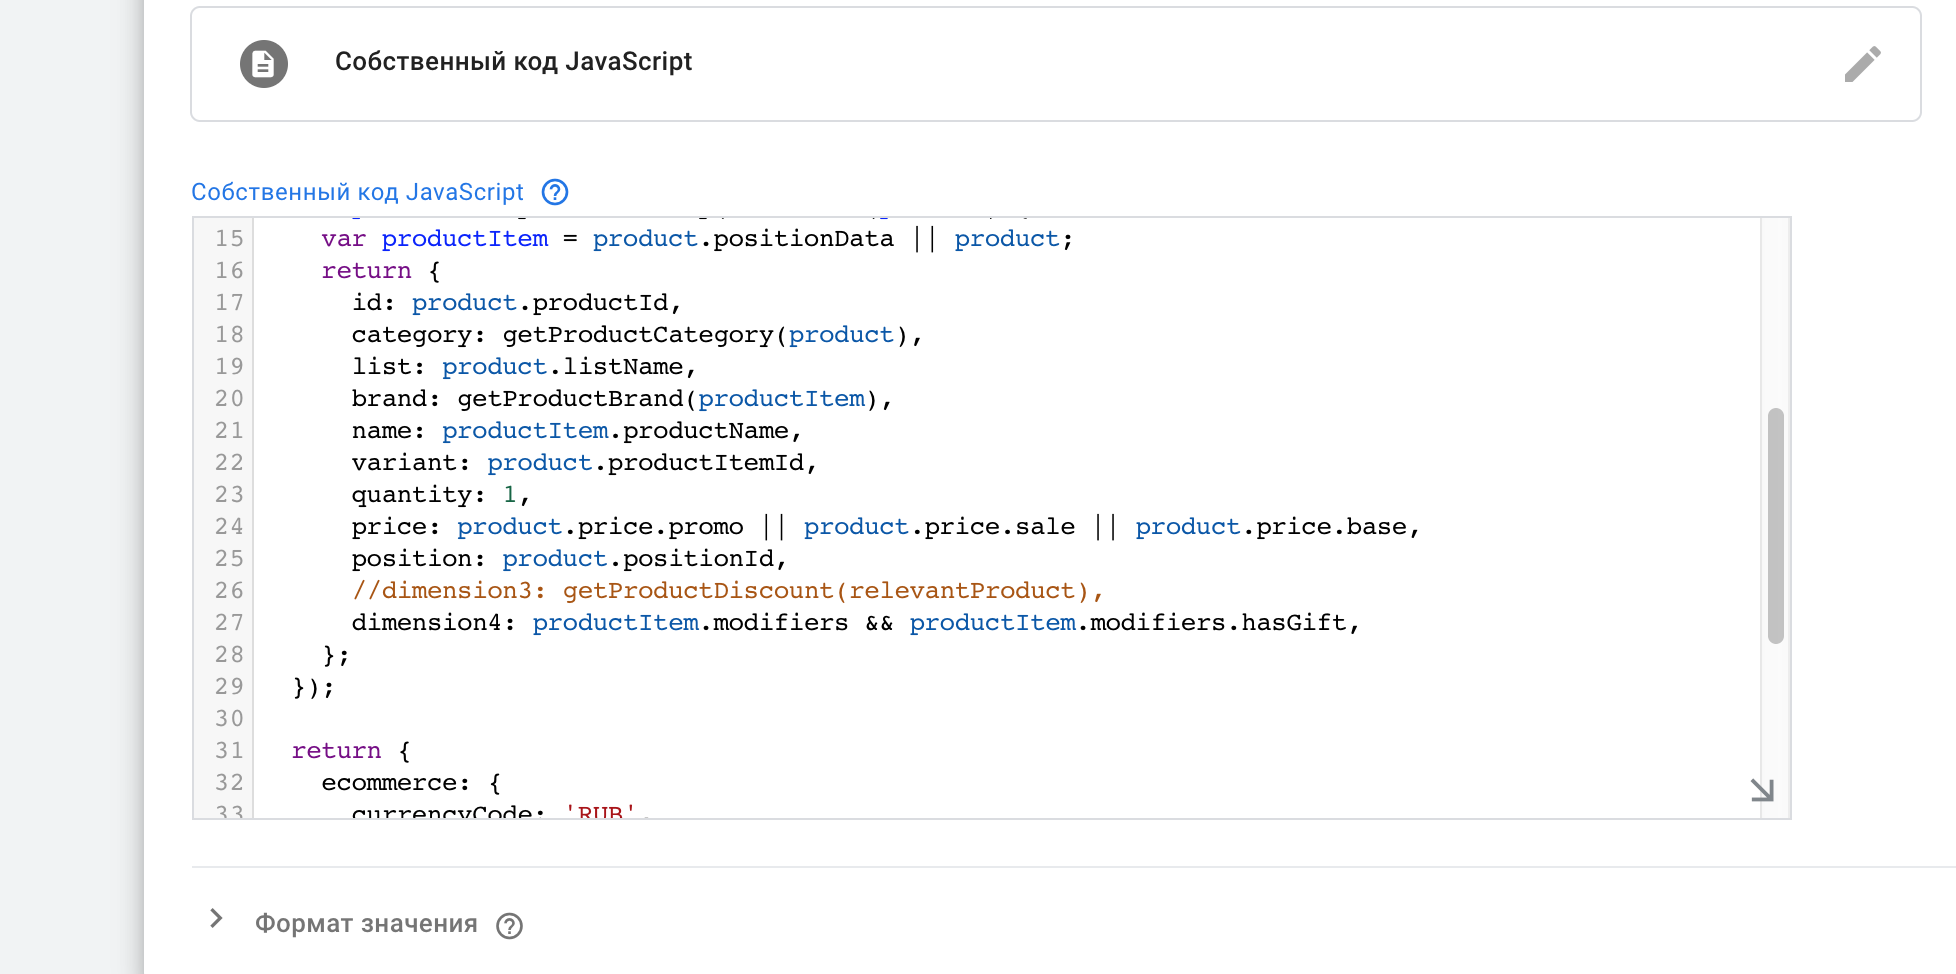 Собственный код JavaScript
Собственный код JavaScript ?
15 var productItem = product.positionData || product;
16 return {
17 id: product.productId,
18 category: getProductCategory(product),
19 list: product.listName,
20 brand: getProductBrand(productItem),
21 name: productItem.productName,
22 variant: product.productItemId,
23 quantity: 1,
24 price: product.price.promo || product.price.sale || product.price.base,
25 position: product.positionId,
26 //dimension3: getProductDiscount(relevantProduct),
27 dimension4: productItem.modifiers && productItem.modifiers.hasGift,
28 };
29 });
30
31 return {
32 ecommerce: {
33 currencyCode: 'RUB',
Формат значения ?